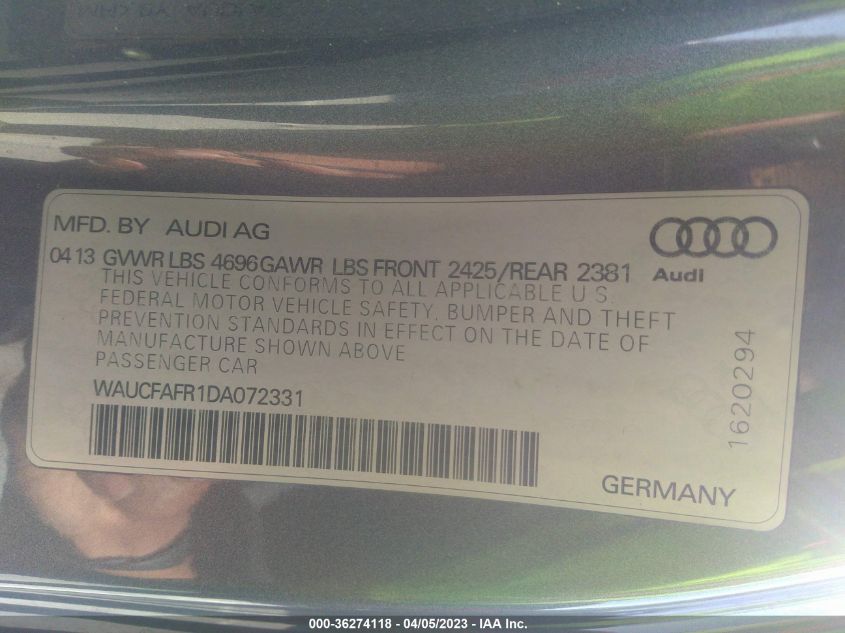 MFD. BY AUDI AG
0413 GVWR LBS 4696 GAWR LBS FRONT 2425/REAR 2381
Audi
THIS VEHICLE CONFORMS TO ALL APPLICABLE U.S.
FEDERAL MOTOR VEHICLE SAFETY, BUMPER AND THEFT
PREVENTION STANDARDS IN EFFECT ON THE DATE OF
MANUFACTURE SHOWN ABOVE
PASSENGER CAR
WAUCFAFR1DA072331
1620294
GERMANY
000-36274118 - 04/05/2023 - IAA Inc.